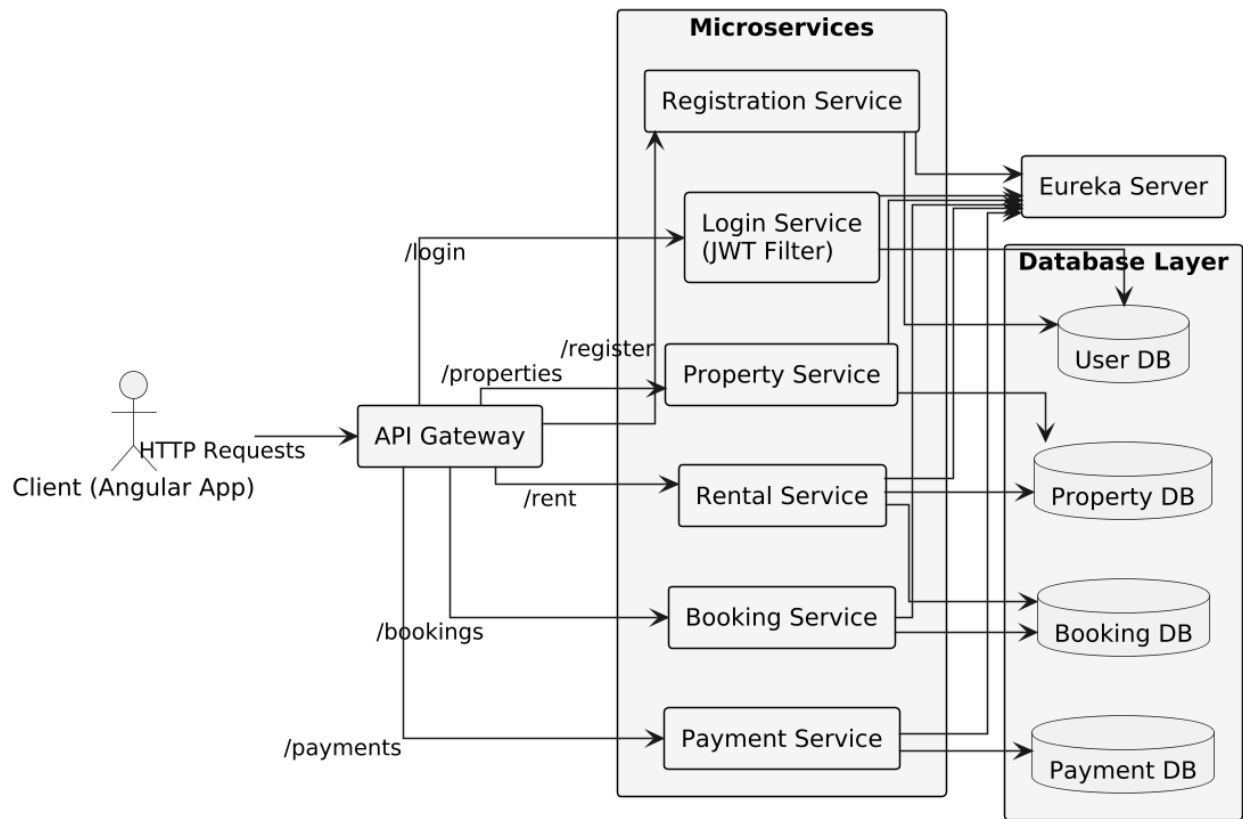 Microservices
Registration Service
Eureka Server
Login Service
(JWT Filter)
/login
Database Layer
/register
User DB
/properties
Property Service
API Gateway
HTTP Requests
Client (Angular App)
/rent
Rental Service
Property DB
/bookings
Booking Service
Booking DB
/payments
Payment Service
Payment DB